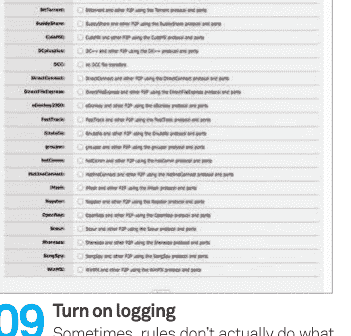 BitTorrent: Bittorrent and other P2P using the Torrent protocol and ports
BuddyShare: BuddyShare and other P2P using the BuddyShare protocol and ports
CuteMX: CuteMX and other P2P using the CuteMX protocol and ports
DCplusplus: DC++ and other P2P using the DC++ protocol and ports
DCC: irc DCC file transfers
DirectConnect: DirectConnect and other P2P using the DirectConnect protocol and ports
DirectFileExpress: DirectFileExpress and other P2P using the DirectFileExpress protocol and ports
eDonkey2000: eDonkey and other P2P using the eDonkey protocol and ports
FastTrack: FastTrack and other P2P using the FastTrack protocol and ports
Gnutella: Gnutella and other P2P using the Gnutella protocol and ports
grouper: grouper and other P2P using the grouper protocol and ports
hotComm: hotComm and other P2P using the hotComm protocol and ports
HotlineConnect: HotlineConnect and other P2P using the HotlineConnect protocol and ports
iMesh: iMesh and other P2P using the iMesh protocol and ports
Napster: Napster and other P2P using the Napster protocol and ports
OpenNap: OpenNap and other P2P using the OpenNap protocol and ports
Scour: Scour and other P2P using the Scour protocol and ports
Shareaza: Shareaza and other P2P using the Shareaza protocol and ports
SongSpy: SongSpy and other P2P using the SongSpy protocol and ports
WinMX: WinMX and other P2P using the WinMX protocol and ports
09 Turn on logging
Sometimes, rules don't actually do what